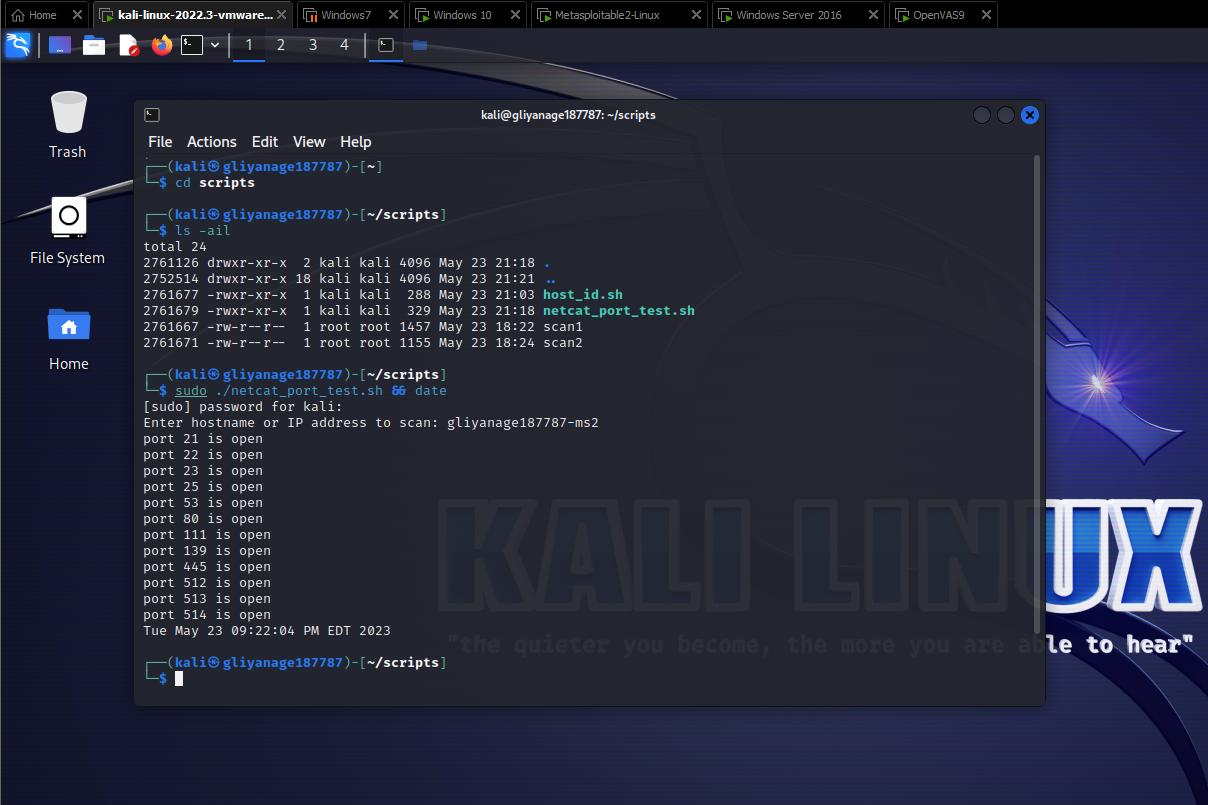 Home
kali-linux-2022.3-vmware...
Windows7
Windows 10
Metasploitable2-Linux
Windows Server 2016
OpenVAS9
1 2 3 4
Trash
File System
Home
kali@gliyanage187787: ~/scripts
File Actions Edit View Help
┌──(kali㉿gliyanage187787)-[~]
└─$ cd scripts
┌──(kali㉿gliyanage187787)-[~/scripts]
└─$ ls -ail
total 24
2761126 drwxr-xr-x  2 kali kali 4096 May 23 21:18 .
2752514 drwxr-xr-x 18 kali kali 4096 May 23 21:21 ..
2761677 -rwxr-xr-x  1 kali kali  288 May 23 21:03 host_id.sh
2761679 -rwxr-xr-x  1 kali kali  329 May 23 21:18 netcat_port_test.sh
2761667 -rw-r--r--  1 root root 1457 May 23 18:22 scan1
2761671 -rw-r--r--  1 root root 1155 May 23 18:24 scan2
┌──(kali㉿gliyanage187787)-[~/scripts]
└─$ sudo ./netcat_port_test.sh && date
[sudo] password for kali:
Enter hostname or IP address to scan: gliyanage187787-ms2
port 21 is open
port 22 is open
port 23 is open
port 25 is open
port 53 is open
port 80 is open
port 111 is open
port 139 is open
port 445 is open
port 512 is open
port 513 is open
port 514 is open
Tue May 23 09:22:04 PM EDT 2023
┌──(kali㉿gliyanage187787)-[~/scripts]
└─$
KALI LINUX
"the quieter you become, the more you are able to hear"